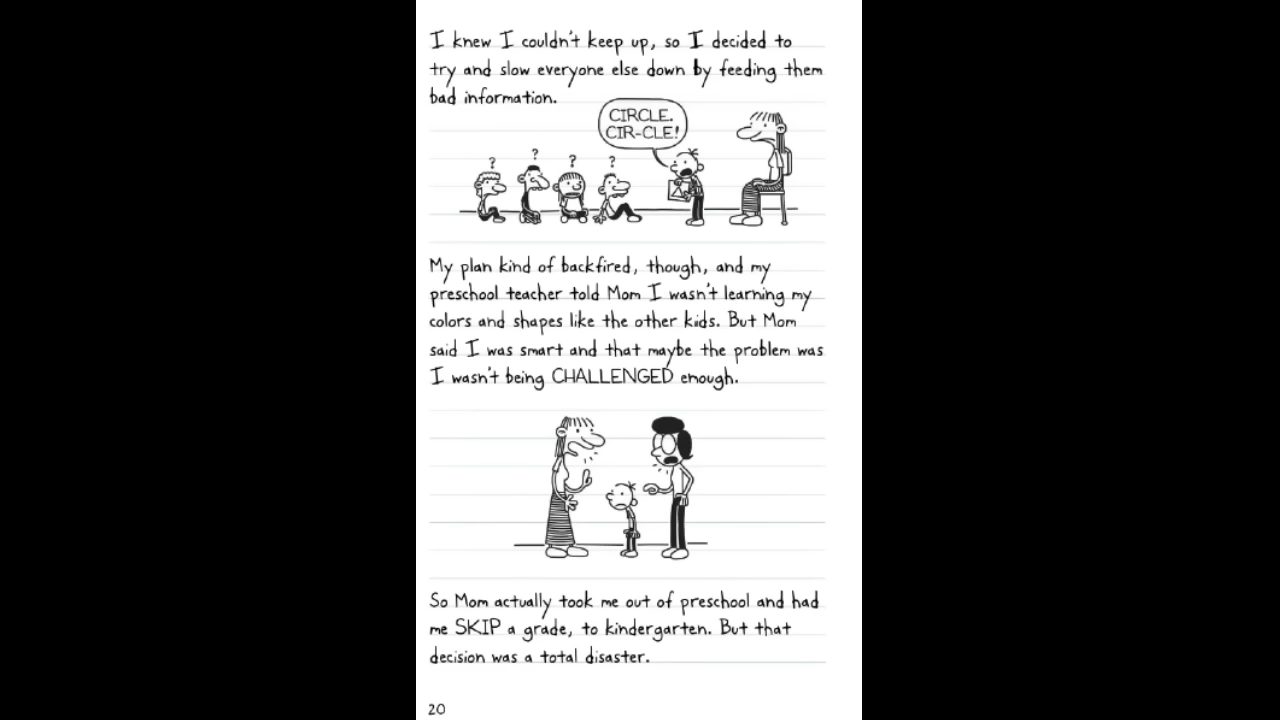 I knew I couldn't keep up, so I decided to
try and slow everyone else down by feeding them
bad information.
CIRCLE.
CIR-CLE!
? ? ? ?
My plan kind of backfired, though, and my
preschool teacher told Mom I wasn't learning my
colors and shapes like the other kids. But Mom
said I was smart and that maybe the problem was
I wasn't being CHALLENGED enough.
So Mom actually took me out of preschool and had
me SKIP a grade, to kindergarten. But that
decision was a total disaster.
20